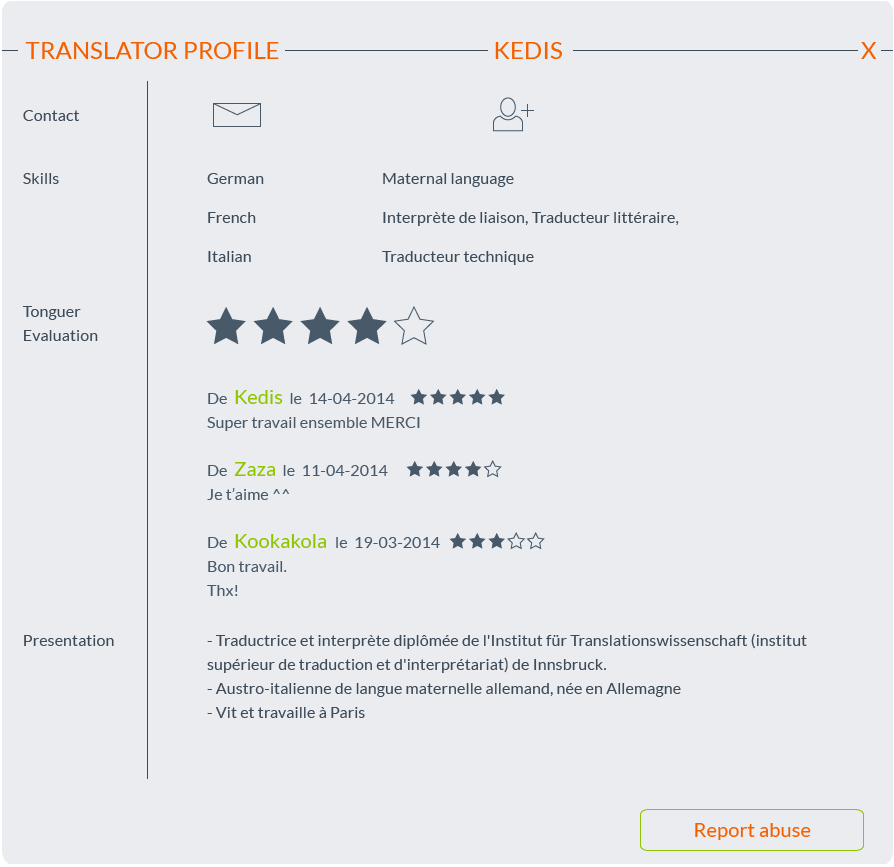 TRANSLATOR PROFILE KEDIS X
Contact
Skills German Maternal language
French Interprète de liaison, Traducteur littéraire,
Italian Traducteur technique
Tonguer
Evaluation
De Kedis le 14-04-2014
Super travail ensemble MERCI
De Zaza le 11-04-2014
Je t’aime ^^
De Kookakola le 19-03-2014
Bon travail.
Thx!
Presentation - Traductrice et interprète diplômée de l'Institut für Translationswissenschaft (institut
supérieur de traduction et d'interprétariat) de Innsbruck.
- Austro-italienne de langue maternelle allemand, née en Allemagne
- Vit et travaille à Paris
Report abuse